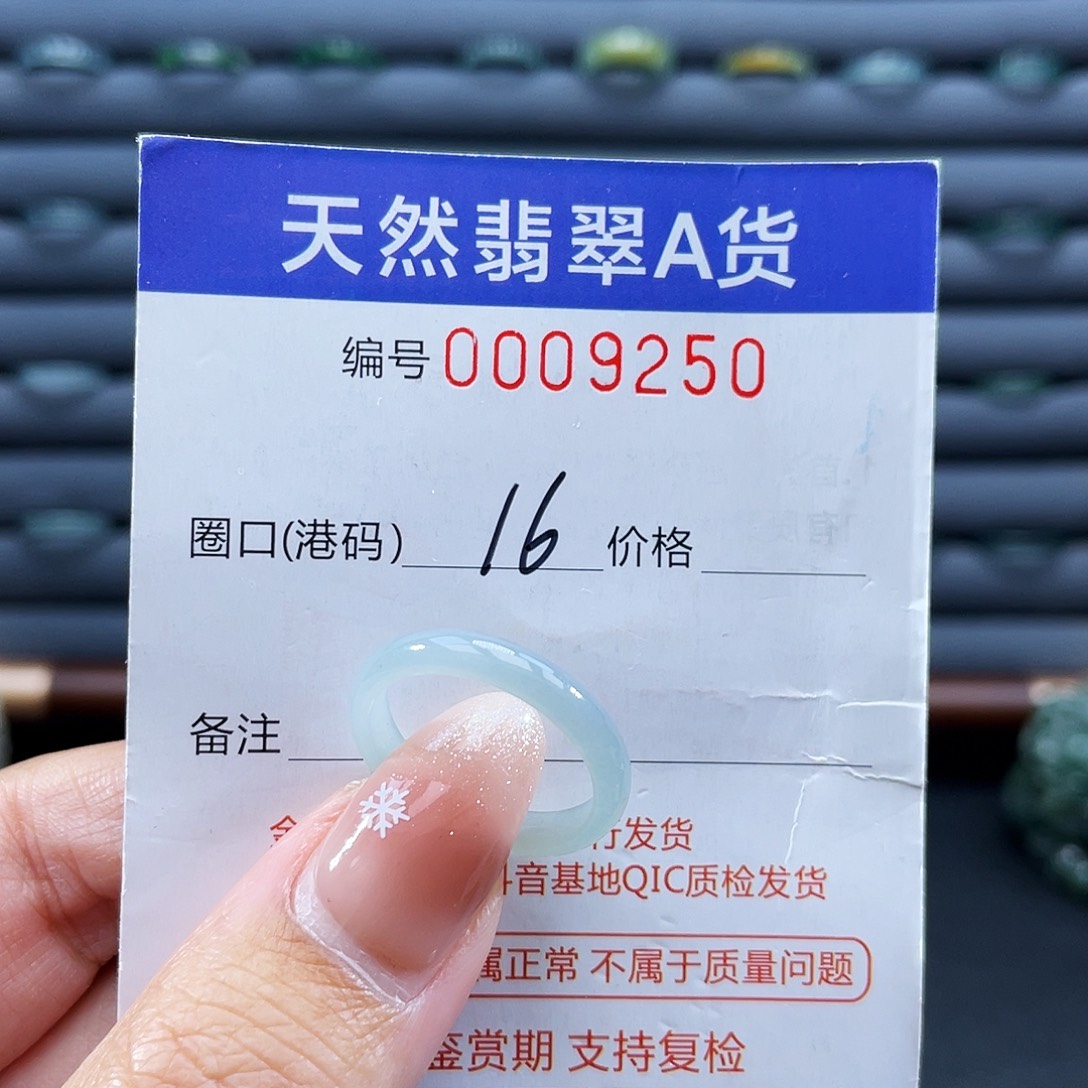 天然翡翠A货
编号 0009250
圈口(港码) 16 价格
备注
行发货
抖音基地QIC质检发货
属正常 不属于质量问题
鉴赏期 支持复检